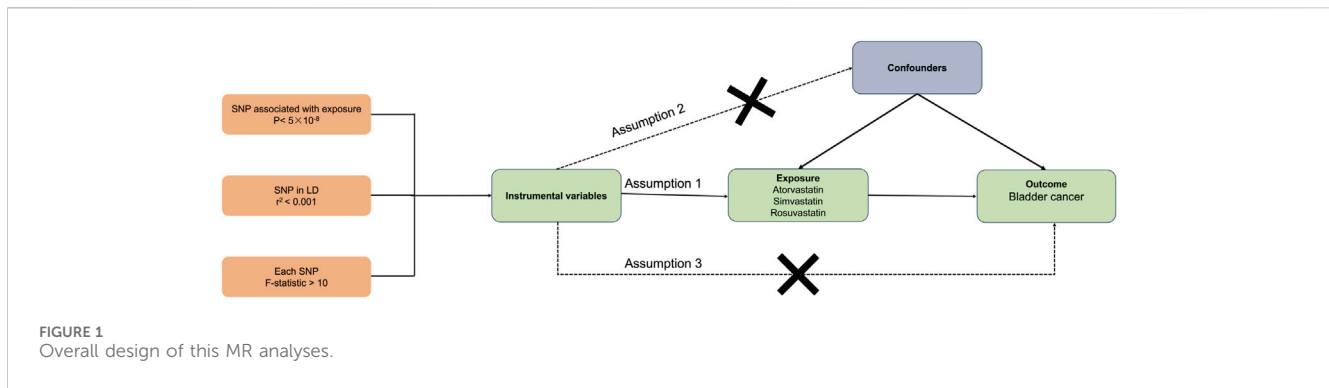 SNP associated with exposure
P< 5×10⁻⁸
SNP in LD
r² < 0.001
Each SNP
F-statistic > 10
Instrumental variables
Assumption 2
Assumption 1
Assumption 3
Confounders
Exposure
Atorvastatin
Simvastatin
Rosuvastatin
Outcome
Bladder cancer
FIGURE 1
Overall design of this MR analyses.